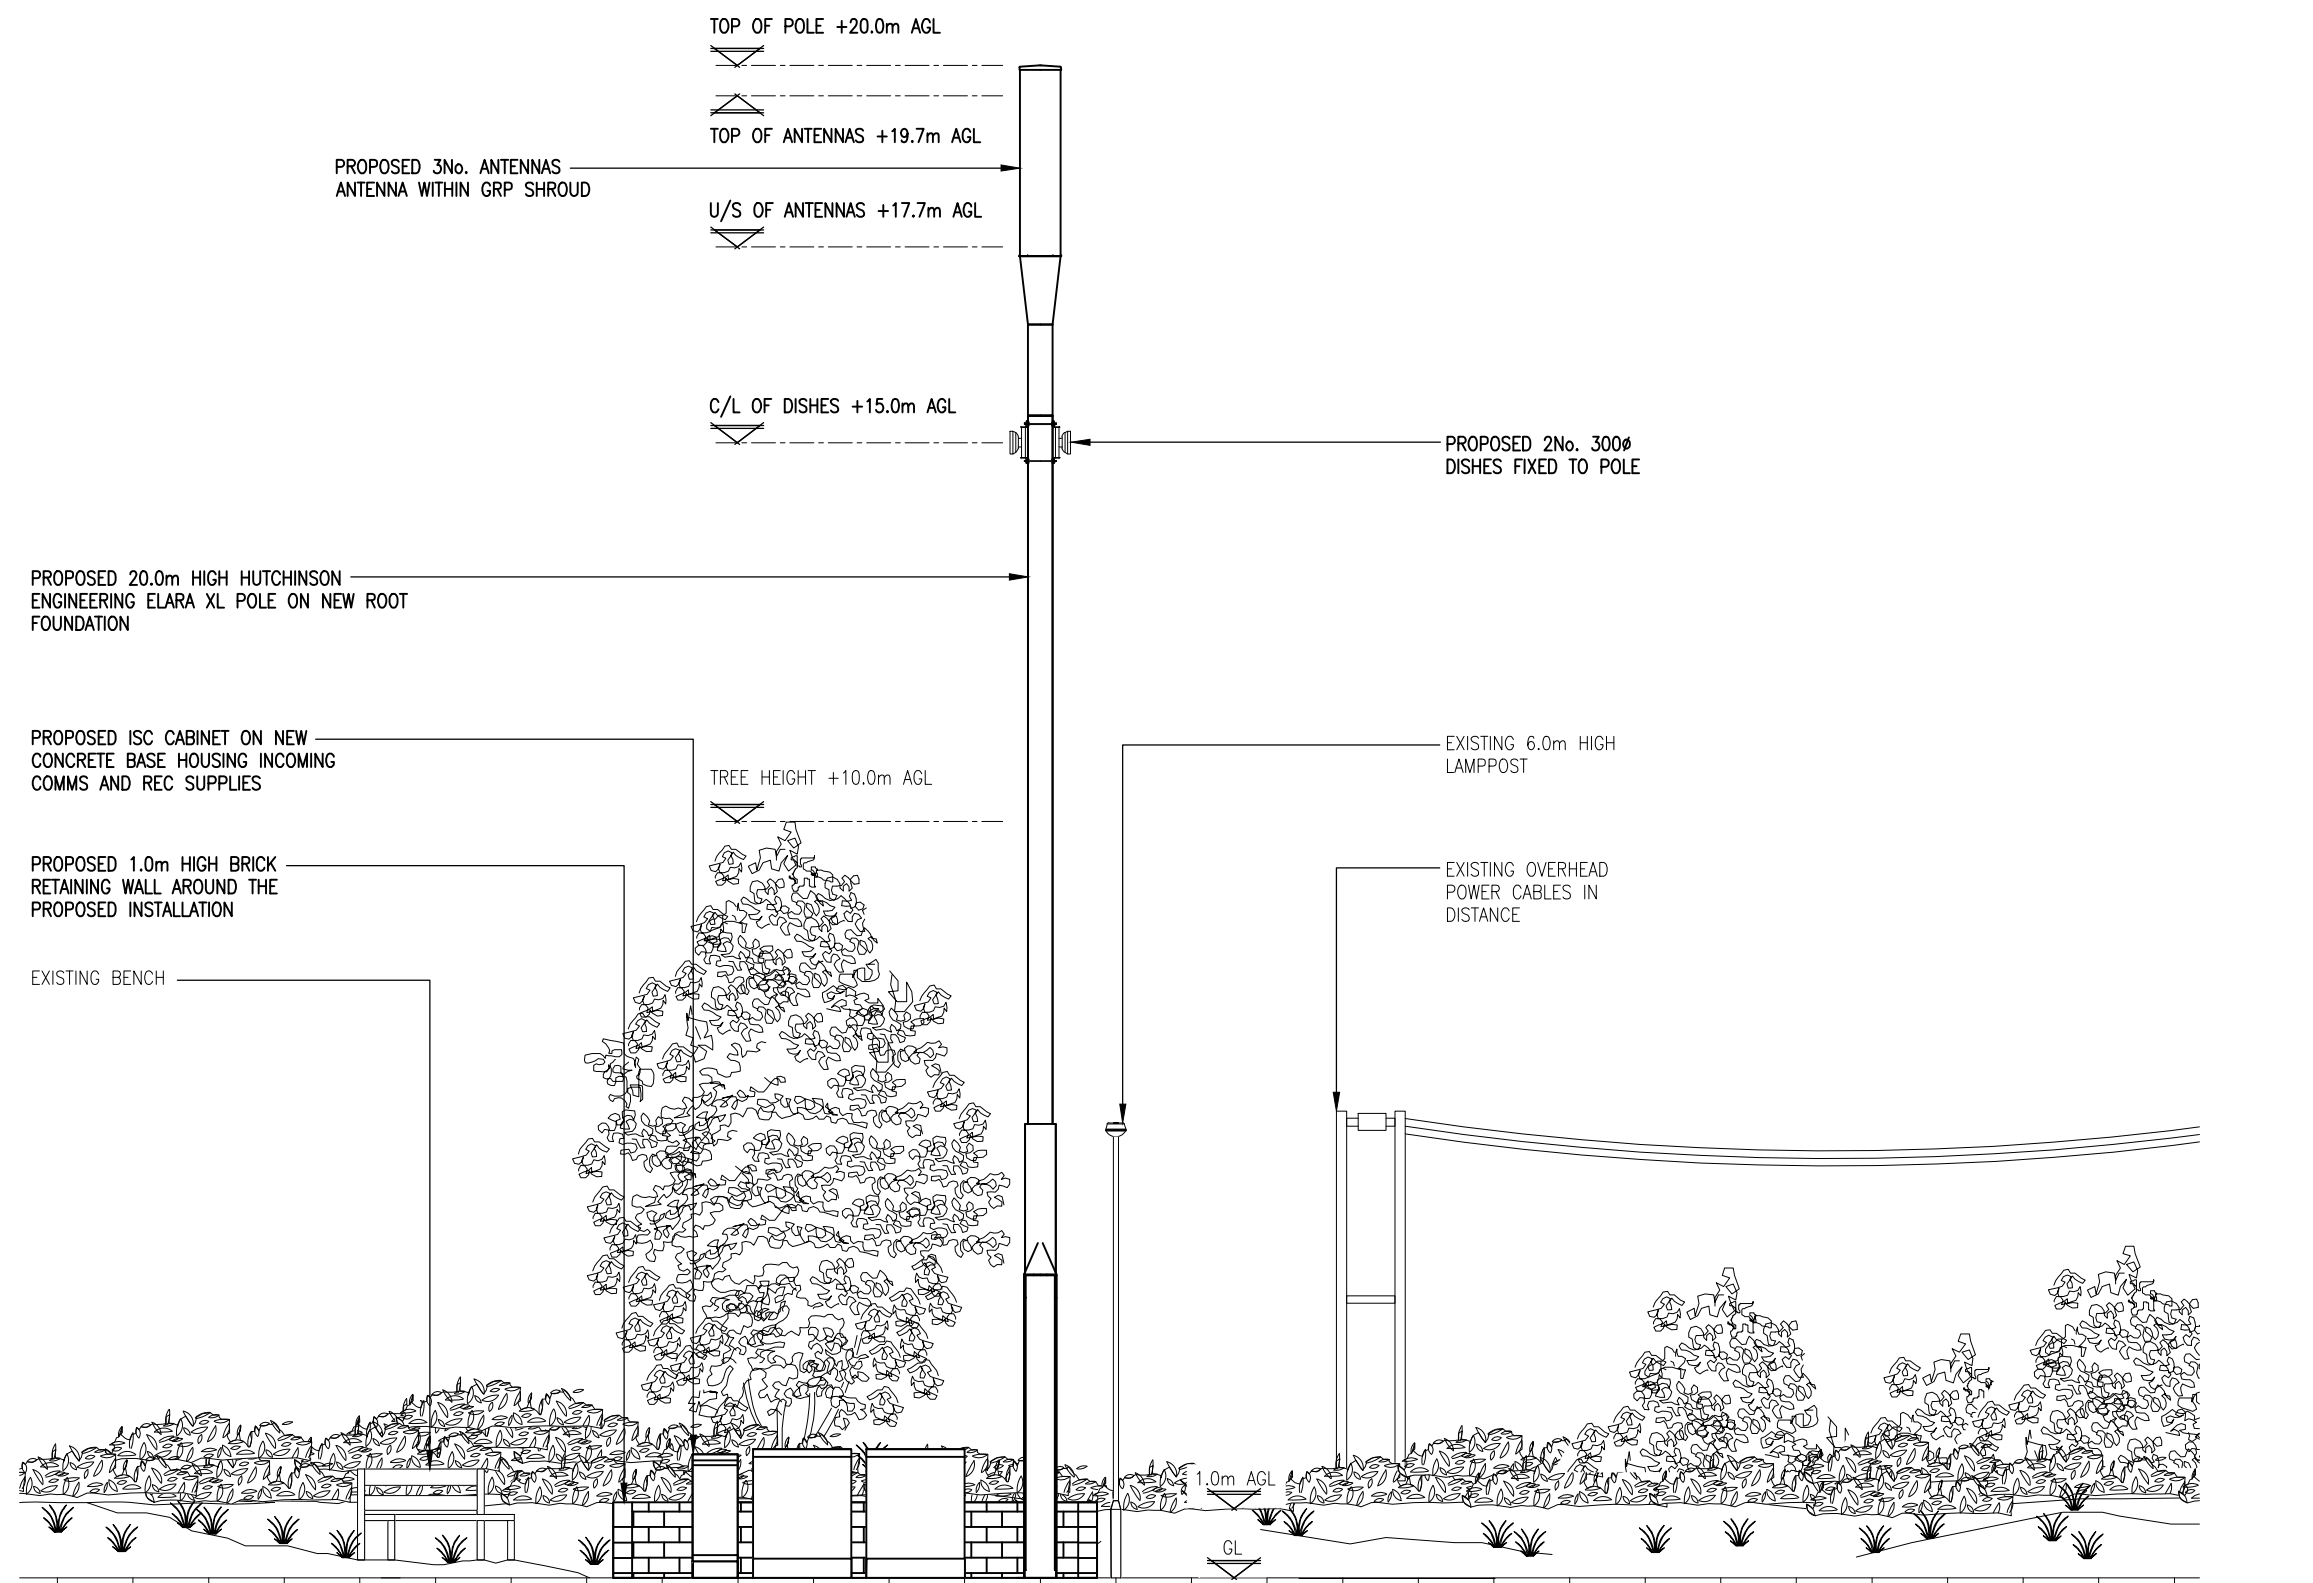 TOP OF POLE +20.0m AGL
TOP OF ANTENNAS +19.7m AGL
PROPOSED 3No. ANTENNAS
ANTENNA WITHIN GRP SHROUD
U/S OF ANTENNAS +17.7m AGL
C/L OF DISHES +15.0m AGL
PROPOSED 2No. 300ø
DISHES FIXED TO POLE
PROPOSED 20.0m HIGH HUTCHINSON
ENGINEERING ELARA XL POLE ON NEW ROOT
FOUNDATION
PROPOSED ISC CABINET ON NEW
CONCRETE BASE HOUSING INCOMING
COMMS AND REC SUPPLIES
TREE HEIGHT +10.0m AGL
EXISTING 6.0m HIGH
LAMPPOST
PROPOSED 1.0m HIGH BRICK
RETAINING WALL AROUND THE
PROPOSED INSTALLATION
EXISTING OVERHEAD
POWER CABLES IN
DISTANCE
EXISTING BENCH
1.0m AGL
GL